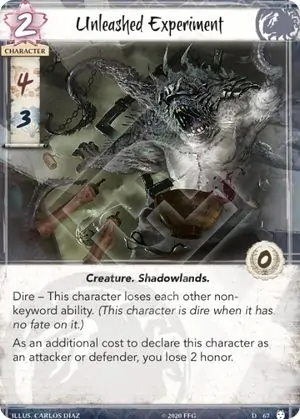 2
Unleashed Experiment
CHARACTER
4
3
0
Creature. Shadowlands.
Dire – This character loses each other non-
keyword ability. (This character is dire when it has
no fate on it.)
As an additional cost to declare this character as
an attacker or defender, you lose 2 honor.
ILLUS. CARLOS DÍAZ
© 2020 FFG
D 67